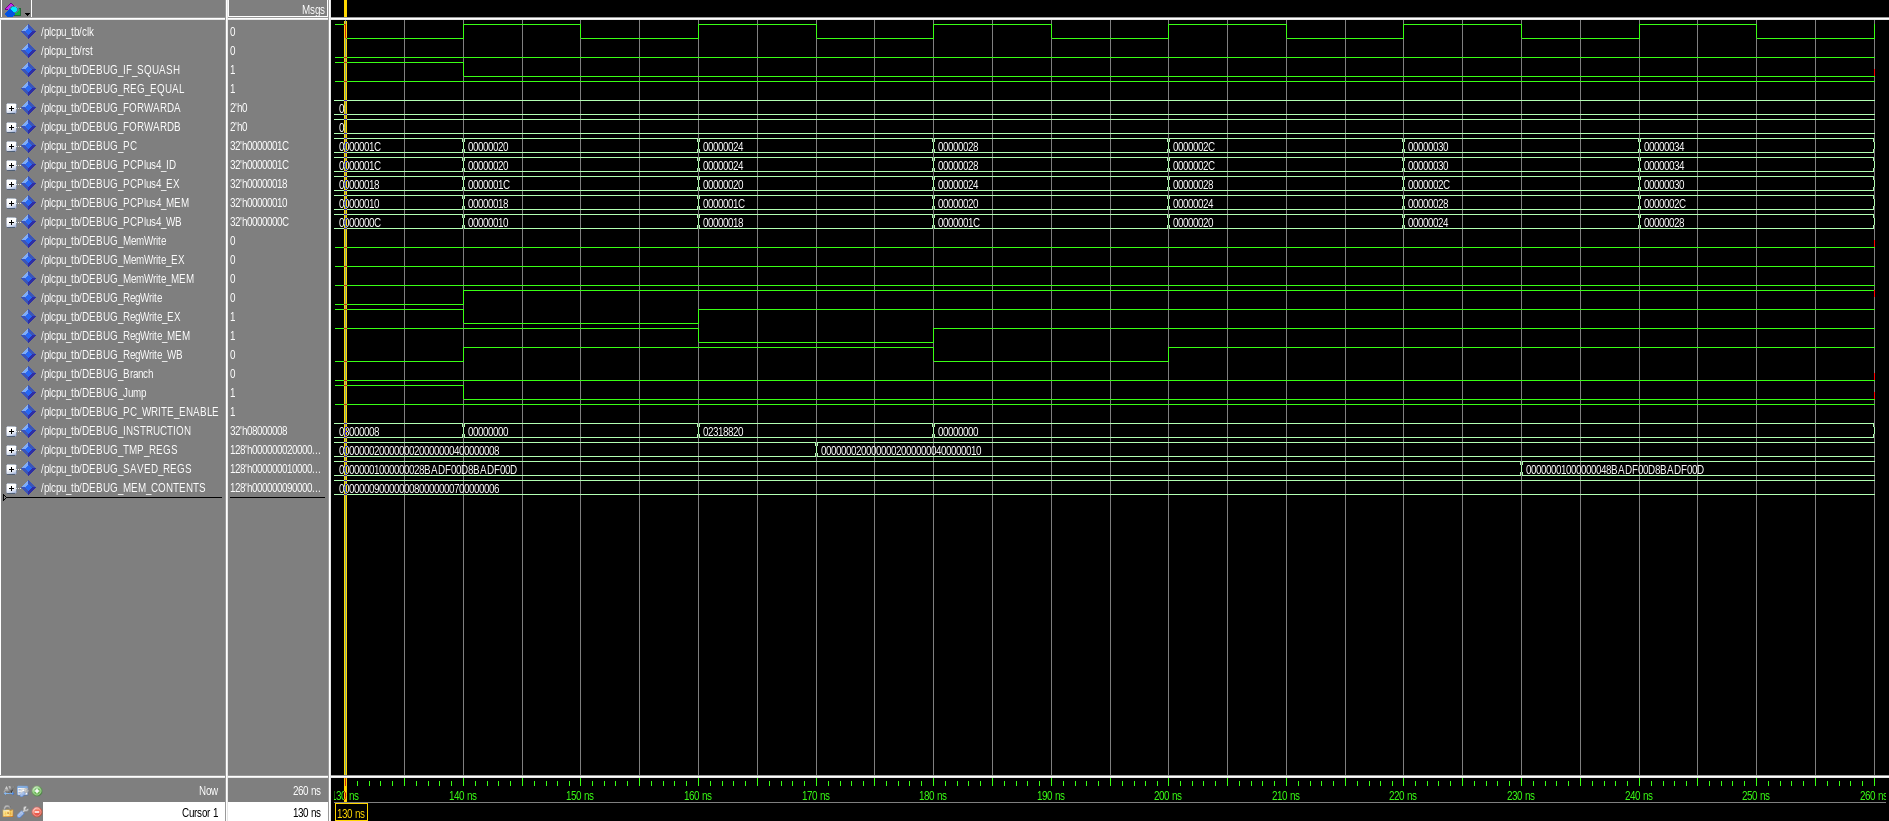 Msgs
/plcpu_tb/clk 0
/plcpu_tb/rst 0
/plcpu_tb/DEBUG_IF_SQUASH 1
/plcpu_tb/DEBUG_REG_EQUAL 1
/plcpu_tb/DEBUG_FORWARDA 2'h0 0
/plcpu_tb/DEBUG_FORWARDB 2'h0 0
/plcpu_tb/DEBUG_PC 32'h0000001C 0000001C 00000020 00000024 00000028 0000002C 00000030 00000034
/plcpu_tb/DEBUG_PCPlus4_ID 32'h0000001C 0000001C 00000020 00000024 00000028 0000002C 00000030 00000034
/plcpu_tb/DEBUG_PCPlus4_EX 32'h00000018 00000018 0000001C 00000020 00000024 00000028 0000002C 00000030
/plcpu_tb/DEBUG_PCPlus4_MEM 32'h00000010 00000010 00000018 0000001C 00000020 00000024 00000028 0000002C
/plcpu_tb/DEBUG_PCPlus4_WB 32'h0000000C 0000000C 00000010 00000018 0000001C 00000020 00000024 00000028
/plcpu_tb/DEBUG_MemWrite 0
/plcpu_tb/DEBUG_MemWrite_EX 0
/plcpu_tb/DEBUG_MemWrite_MEM 0
/plcpu_tb/DEBUG_RegWrite 0
/plcpu_tb/DEBUG_RegWrite_EX 1
/plcpu_tb/DEBUG_RegWrite_MEM 1
/plcpu_tb/DEBUG_RegWrite_WB 0
/plcpu_tb/DEBUG_Branch 0
/plcpu_tb/DEBUG_Jump 1
/plcpu_tb/DEBUG_PC_WRITE_ENABLE 1
/plcpu_tb/DEBUG_INSTRUCTION 32'h08000008 08000008 00000000 02318820 00000000
/plcpu_tb/DEBUG_TMP_REGS 128'h000000020000... 00000002000000020000000400000008 00000002000000020000000400000010
/plcpu_tb/DEBUG_SAVED_REGS 128'h000000010000... 00000001000000028BADF00D8BADF00D 00000001000000048BADF00D8BADF00D
/plcpu_tb/DEBUG_MEM_CONTENTS 128'h000000090000... 00000009000000080000000700000006
Now 260 ns 130 ns 140 ns 150 ns 160 ns 170 ns 180 ns 190 ns 200 ns 210 ns 220 ns 230 ns 240 ns 250 ns 260 ns
Cursor 1 130 ns 130 ns